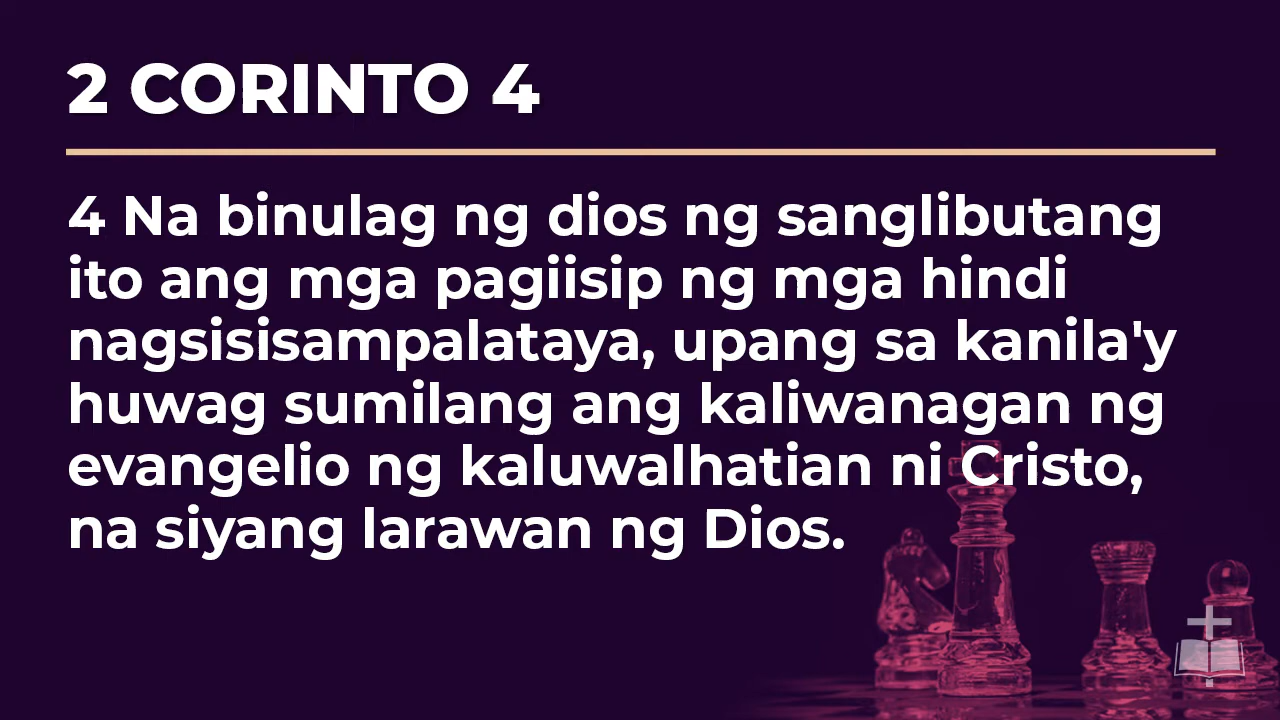 2 CORINTO 4
4 Na binulag ng dios ng sanglibutang
ito ang mga pagiisip ng mga hindi
nagsisisampalataya, upang sa kanila'y
huwag sumilang ang kaliwanagan ng
evangelio ng kaluwalhatian ni Cristo,
na siyang larawan ng Dios.